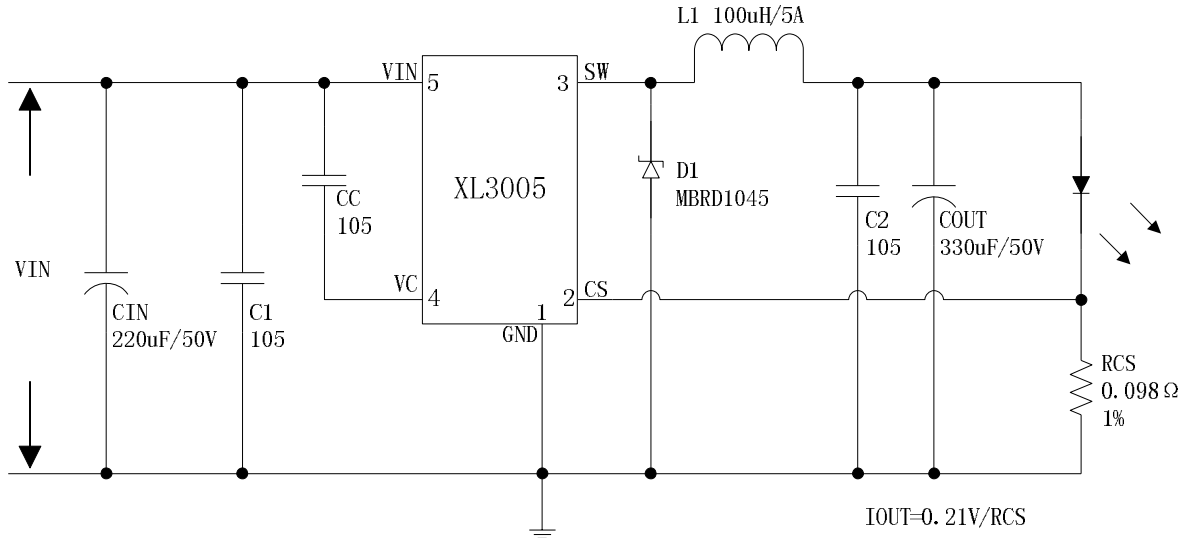 L1 100uH/5A
VIN
5
3
SW
XL3005
D1
MBRD1045
CC
105
C2
105
COUT
330uF/50V
VIN
VC
4
2
CS
1
GND
CIN
220uF/50V
C1
105
RCS
0.098Ω
1%
IOUT=0.21V/RCS